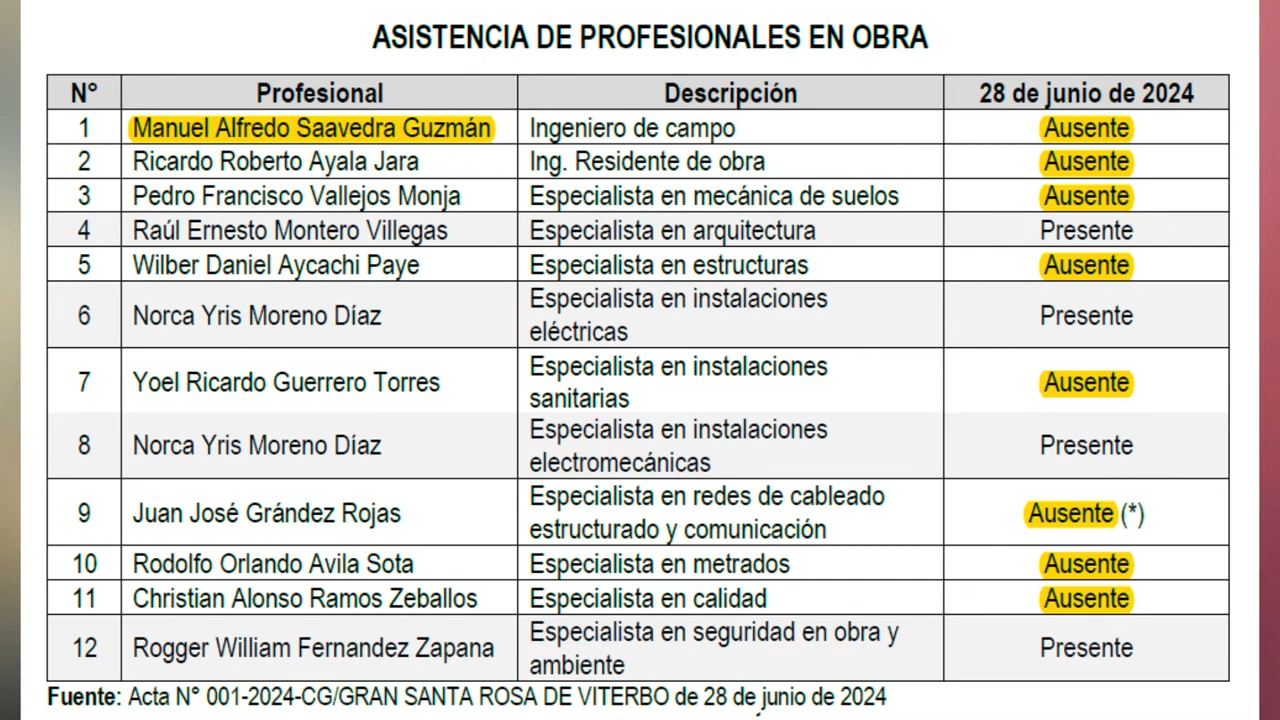 ASISTENCIA DE PROFESIONALES EN OBRA
N° Profesional Descripción 28 de junio de 2024
1 Manuel Alfredo Saavedra Guzmán Ingeniero de campo Ausente
2 Ricardo Roberto Ayala Jara Ing. Residente de obra Ausente
3 Pedro Francisco Vallejos Monja Especialista en mecánica de suelos Ausente
4 Raúl Ernesto Montero Villegas Especialista en arquitectura Presente
5 Wilber Daniel Aycachi Paye Especialista en estructuras Ausente
6 Norca Yris Moreno Díaz Especialista en instalaciones
eléctricas Presente
7 Yoel Ricardo Guerrero Torres Especialista en instalaciones
sanitarias Ausente
8 Norca Yris Moreno Díaz Especialista en instalaciones
electromecánicas Presente
9 Juan José Grández Rojas Especialista en redes de cableado
estructurado y comunicación Ausente (*)
10 Rodolfo Orlando Avila Sota Especialista en metrados Ausente
11 Christian Alonso Ramos Zeballos Especialista en calidad Ausente
12 Rogger William Fernandez Zapana Especialista en seguridad en obra y
ambiente Presente
Fuente: Acta N° 001-2024-CG/GRAN SANTA ROSA DE VITERBO de 28 de junio de 2024